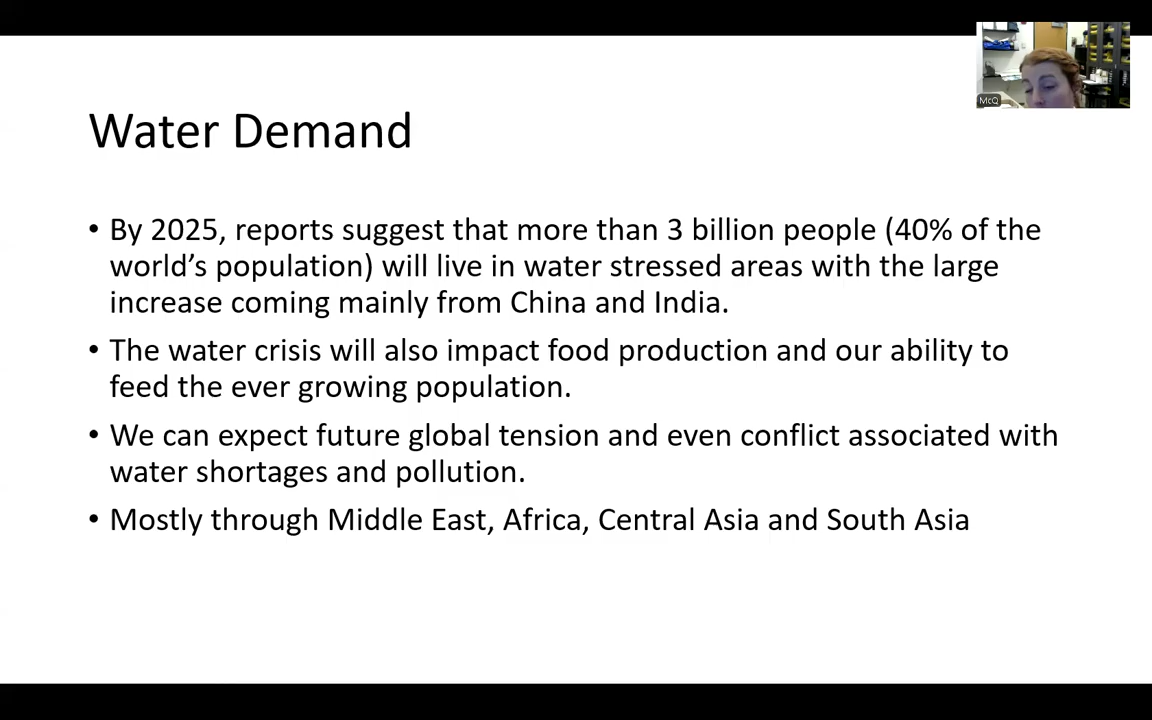 McQ
Water Demand
• By 2025, reports suggest that more than 3 billion people (40% of the
world’s population) will live in water stressed areas with the large
increase coming mainly from China and India.
• The water crisis will also impact food production and our ability to
feed the ever growing population.
• We can expect future global tension and even conflict associated with
water shortages and pollution.
• Mostly through Middle East, Africa, Central Asia and South Asia